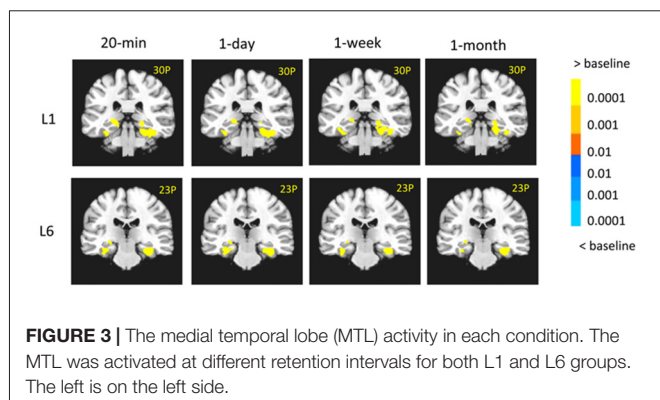 20-min 1-day 1-week 1-month
> baseline
30P 30P 30P 30P
L1
0.0001
0.001
0.01
0.01
0.001
0.0001
23P 23P 23P 23P
L6
< baseline
FIGURE 3 | The medial temporal lobe (MTL) activity in each condition. The
MTL was activated at different retention intervals for both L1 and L6 groups.
The left is on the left side.